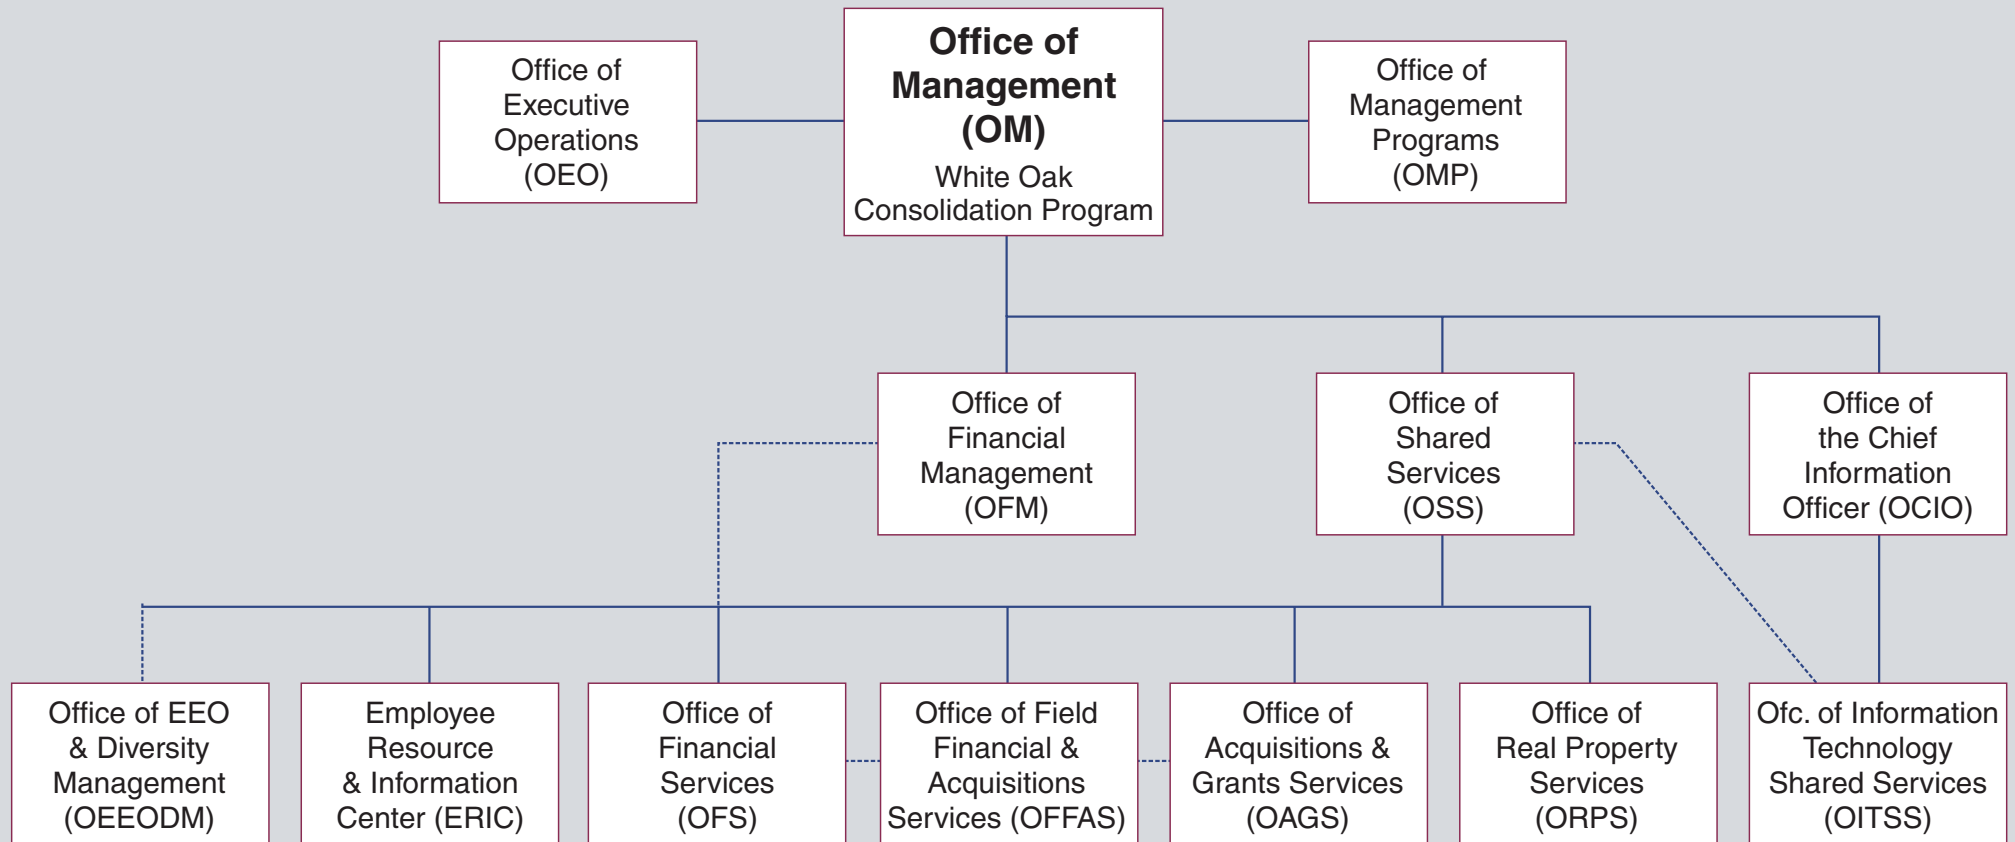 Office of
Executive
Operations
(OEO)
Office of
Management
(OM)
White Oak
Consolidation Program
Office of
Management
Programs
(OMP)
Office of
Financial
Management
(OFM)
Office of
Shared
Services
(OSS)
Office of
the Chief
Information
Officer (OCIO)
Office of EEO
& Diversity
Management
(OEEODM)
Employee
Resource
& Information
Center (ERIC)
Office of
Financial
Services
(OFS)
Office of Field
Financial &
Acquisitions
Services (OFFAS)
Office of
Acquisitions &
Grants Services
(OAGS)
Office of
Real Property
Services
(ORPS)
Ofc. of Information
Technology
Shared Services
(OITSS)